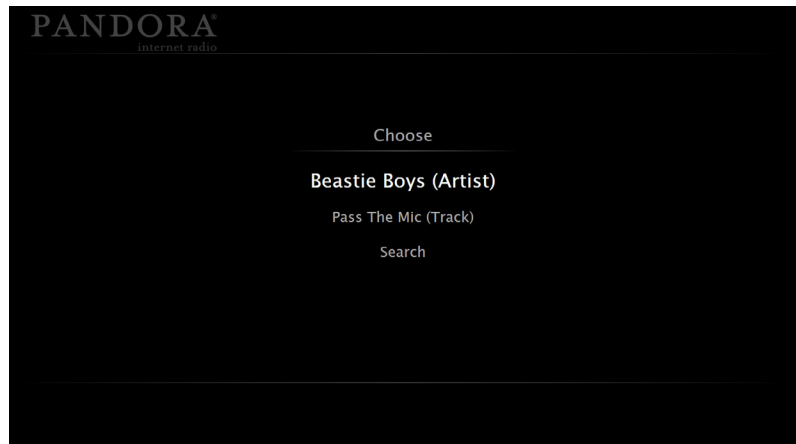 PANDORA®
internet radio
Choose
Beastie Boys (Artist)
Pass The Mic (Track)
Search